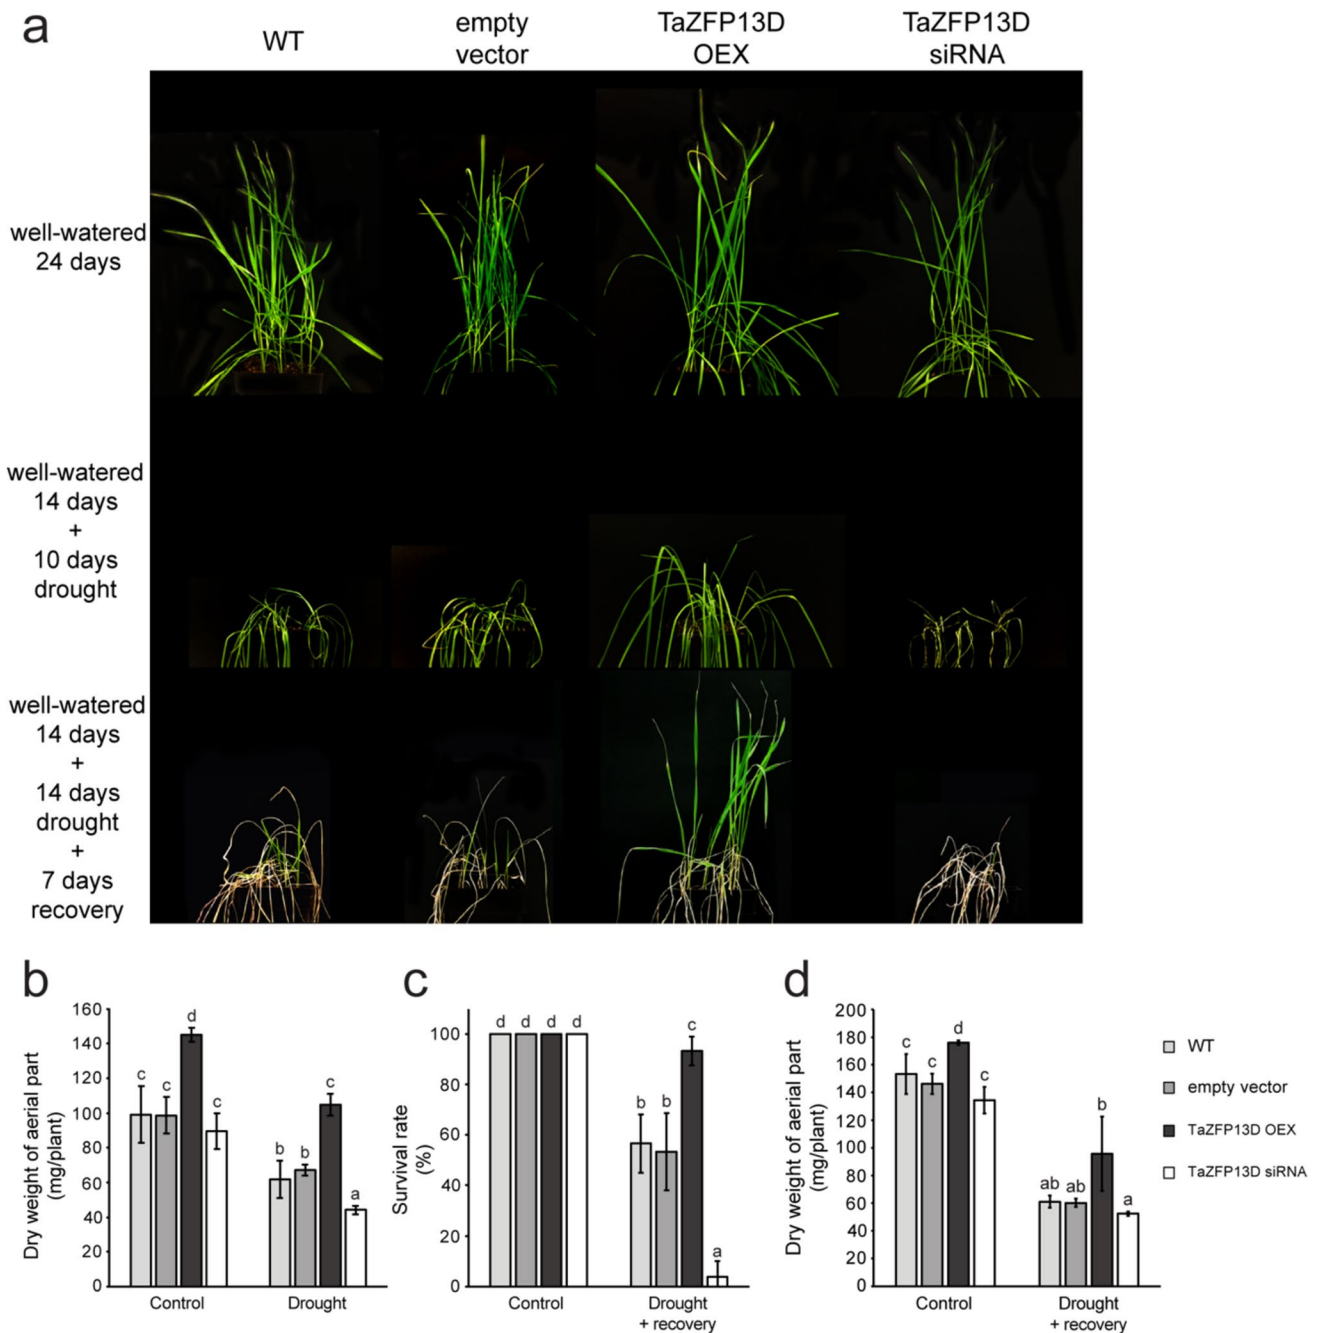 a
WT
empty
vector
TaZFP13D
OEX
TaZFP13D
siRNA
well-watered
24 days
well-watered
14 days
+
10 days
drought
well-watered
14 days
+
14 days
drought
+
7 days
recovery
b
Dry weight of aerial part
(mg/plant)
160
140
120
100
80
60
40
20
0
c
c
d
c
b
b
c
a
Control
Drought
c
Survival rate
(%)
100
80
60
40
20
0
d
d
d
d
b
b
c
a
Control
Drought
+ recovery
d
Dry weight of aerial part
(mg/plant)
200
180
160
140
120
100
80
60
40
20
0
c
c
d
c
ab
ab
b
a
Control
Drought
+ recovery
WT
empty vector
TaZFP13D OEX
TaZFP13D siRNA